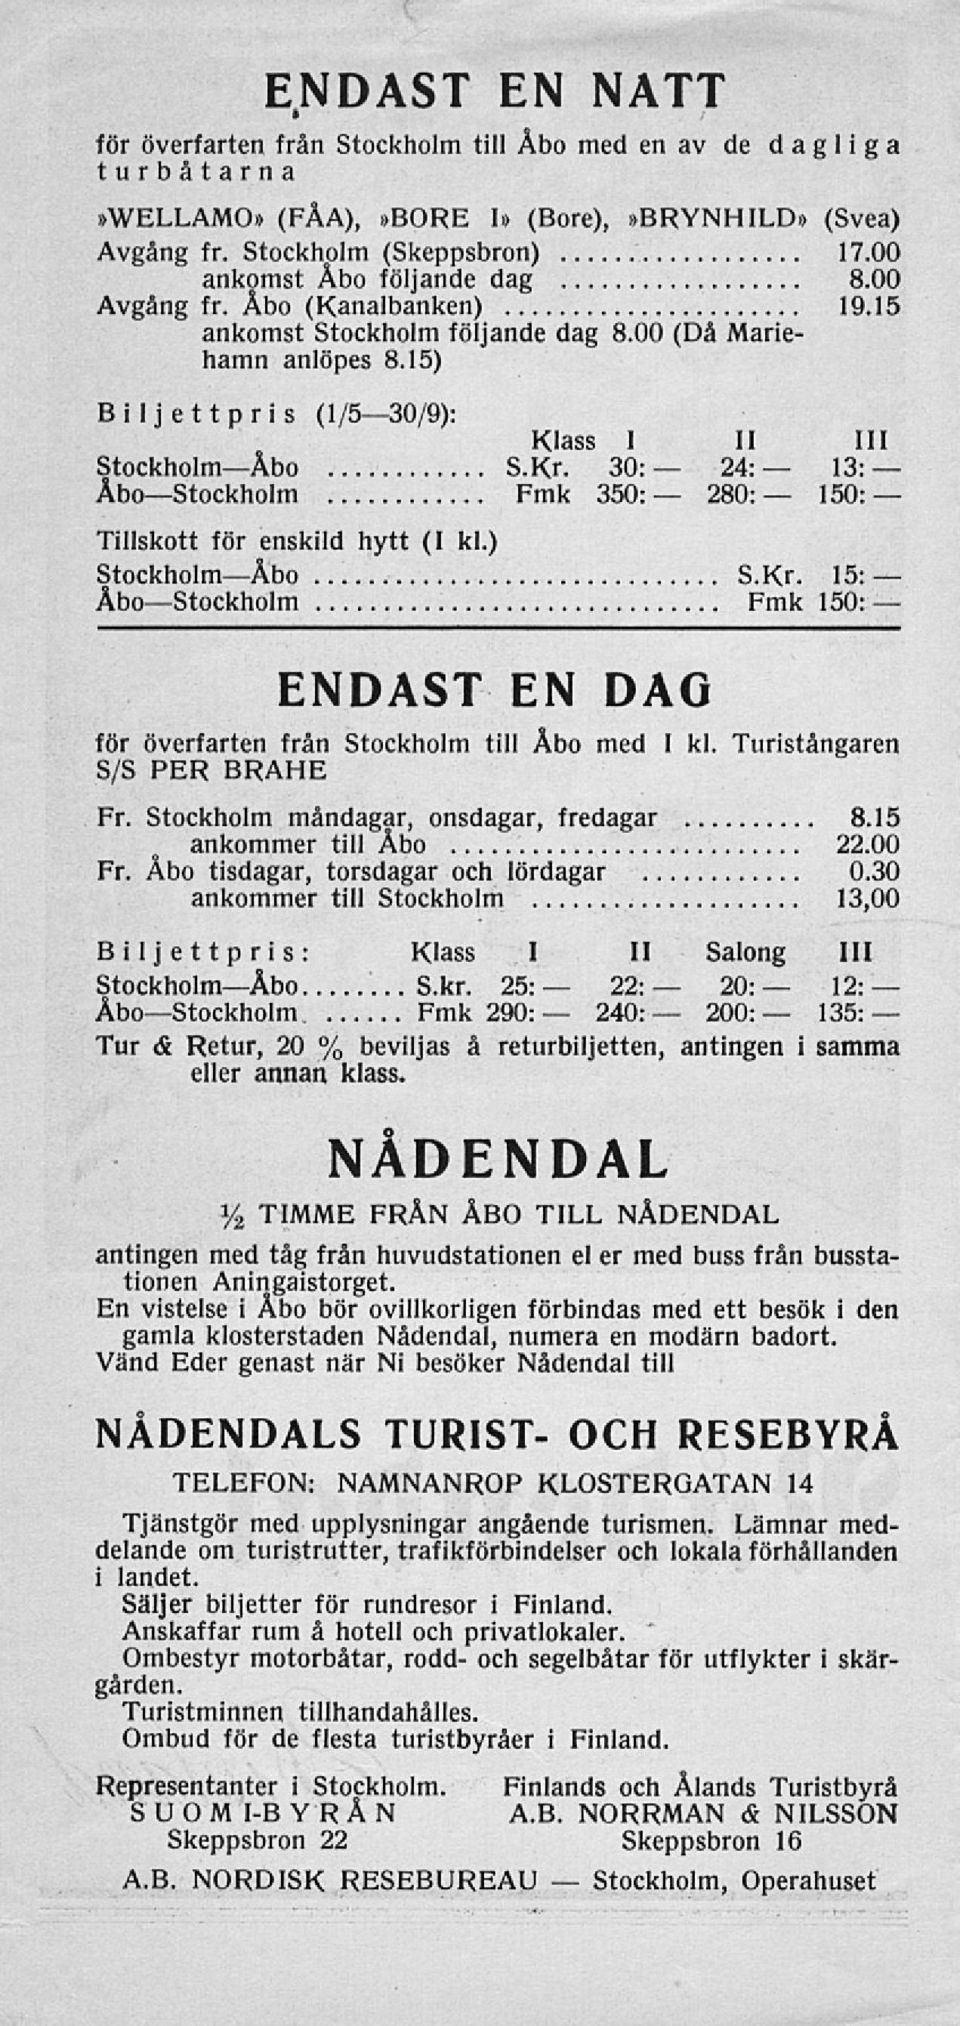 ENDAST EN NATT
för överfarten från Stockholm till Åbo med en av de dagliga
turbåtarna
»WELLAMO» (FÅA), »BORE I» (Bore), »BRYNHILD» (Svea)
Avgång fr. Stockholm (Skeppsbron) .................. 17.00
ankomst Åbo följande dag .................. 8.00
Avgång fr. Åbo (Kanalbanken) ...................... 19.15
ankomst Stockholm följande dag 8.00 (Då Marie-
hamn anlöpes 8.15)
Biljettpris (1/5—30/9):
Klass I II III
Stockholm—Åbo ............ S.Kr. 30: — 24: — 13: —
Åbo—Stockholm ............ Fmk 350: — 280: — 150: —
Tillskott för enskild hytt (I kl.)
Stockholm—Åbo .............................. S.Kr. 15: —
Åbo—Stockholm .............................. Fmk 150: —
ENDAST EN DAG
för överfarten från Stockholm till Åbo med I kl. Turistångaren
S/S PER BRAHE
Fr. Stockholm måndagar, onsdagar, fredagar .......... 8.15
ankommer till Åbo .......................... 22.00
Fr. Åbo tisdagar, torsdagar och lördagar ............ 0.30
ankommer till Stockholm .................... 13,00
Biljettpris: Klass I II Salong III
Stockholm—Åbo........ S.kr. 25: — 22: — 20: — 12: —
Åbo—Stockholm. ...... Fmk 290: — 240: — 200: — 135: —
Tur & Retur, 20 % beviljas å returbiljetten, antingen i samma
eller annan klass.
NÅDENDAL
½ TIMME FRÅN ÅBO TILL NÅDENDAL
antingen med tåg från huvudstationen el er med buss från bussta-
tionen Aningaistorget.
En vistelse i Åbo bör ovillkorligen förbindas med ett besök i den
gamla klosterstaden Nådendal, numera en modärn badort.
Vänd Eder genast när Ni besöker Nådendal till
NÅDENDALS TURIST- OCH RESEBYRÅ
TELEFON: NAMNANROP KLOSTERGATAN 14
Tjänstgör med upplysningar angående turismen. Lämnar med-
delande om turistrutter, trafikförbindelser och lokala förhållanden
i landet.
Säljer biljetter för rundresor i Finland.
Anskaffar rum å hotell och privatlokaler.
Ombestyr motorbåtar, rodd- och segelbåtar för utflykter i skär-
gården.
Turistminnen tillhandahålles.
Ombud för de flesta turistbyråer i Finland.
Representanter i Stockholm. Finlands och Ålands Turistbyrå
SUOMI-BYRÅN A.B. NORRMAN & NILSSON
Skeppsbron 22 Skeppsbron 16
A.B. NORDISK RESEBUREAU — Stockholm, Operahuset